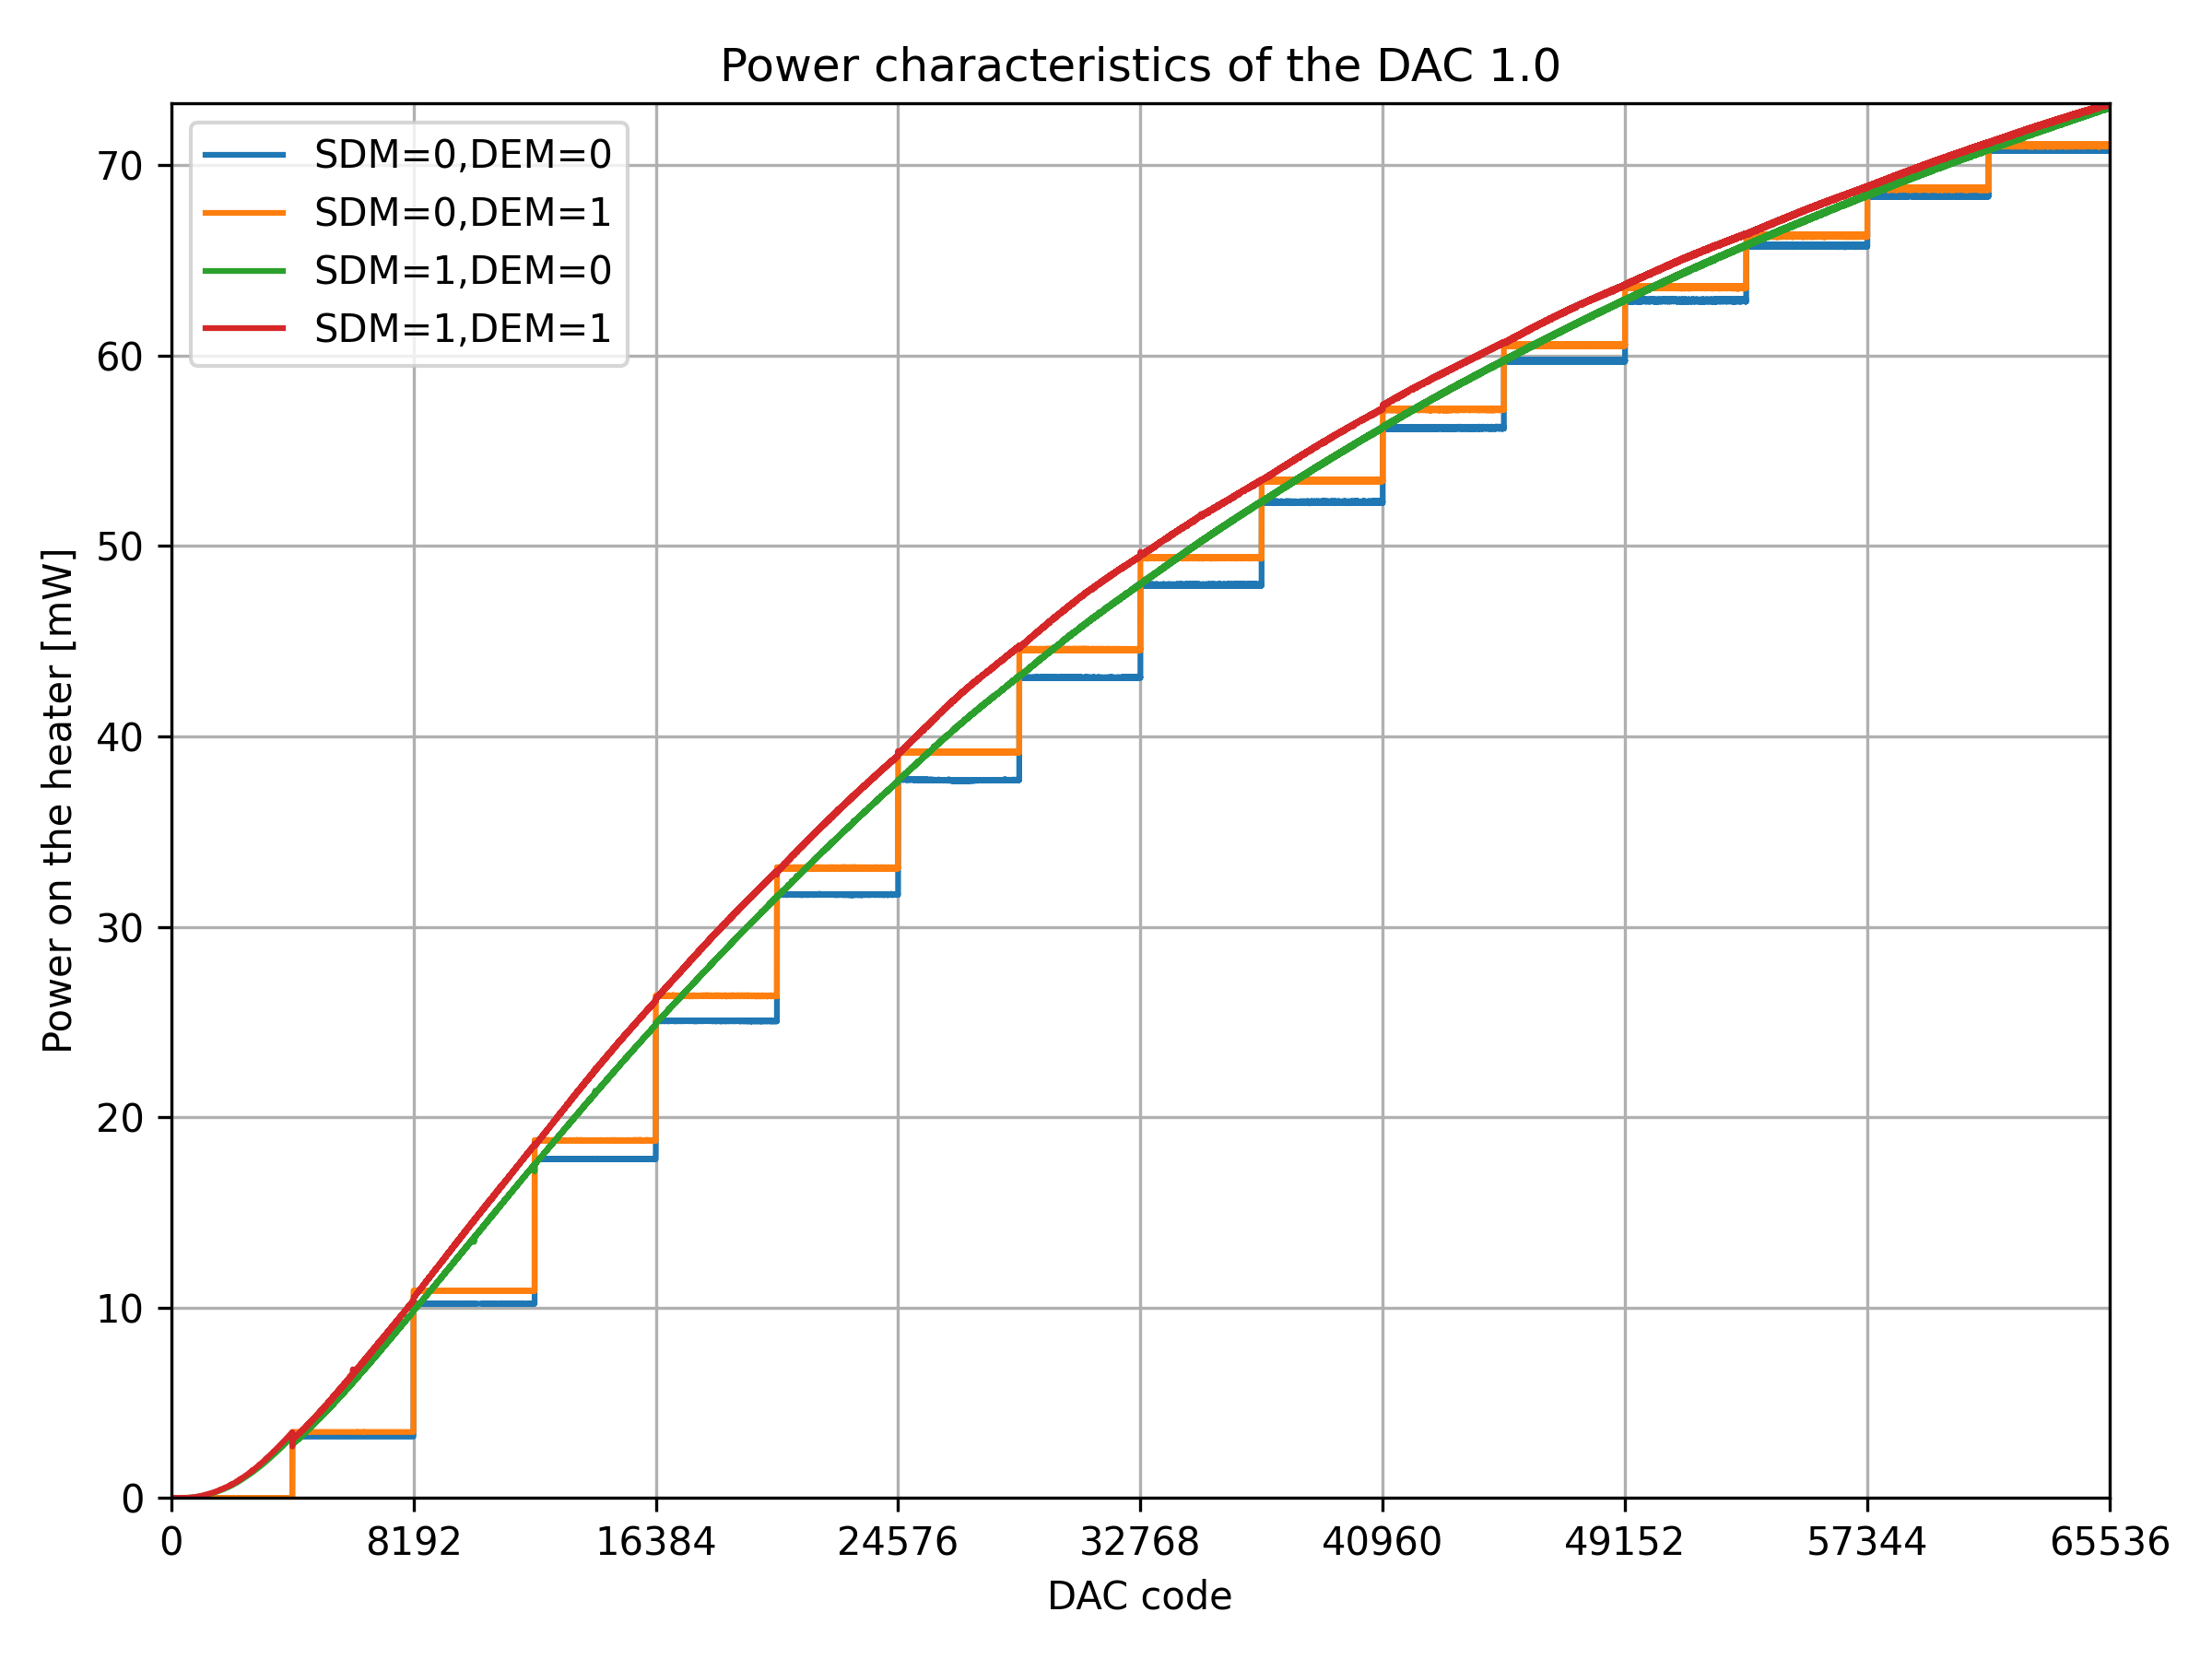 Power characteristics of the DAC 1.0
SDM=0,DEM=0
SDM=0,DEM=1
SDM=1,DEM=0
SDM=1,DEM=1
Power on the heater [mW]
70
60
50
40
30
20
10
0
0 8192 16384 24576 32768 40960 49152 57344 65536
DAC code